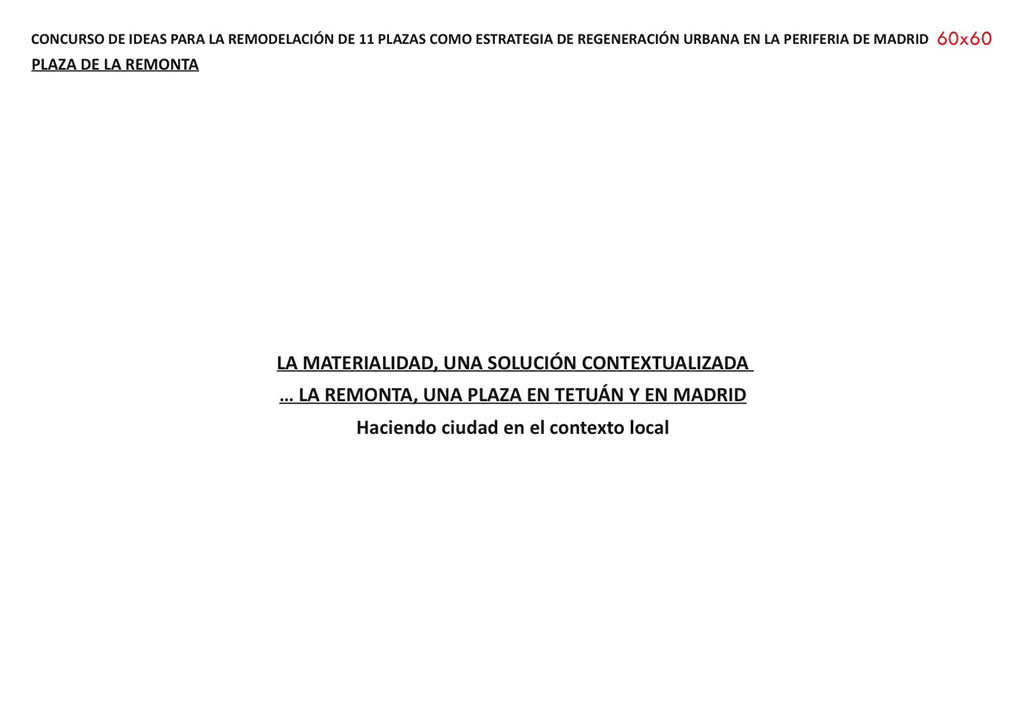 CONCURSO DE IDEAS PARA LA REMODELACIÓN DE 11 PLAZAS COMO ESTRATEGIA DE REGENERACIÓN URBANA EN LA PERIFERIA DE MADRID 60x60
PLAZA DE LA REMONTA
LA MATERIALIDAD, UNA SOLUCIÓN CONTEXTUALIZADA
... LA REMONTA, UNA PLAZA EN TETUÁN Y EN MADRID
Haciendo ciudad en el contexto local